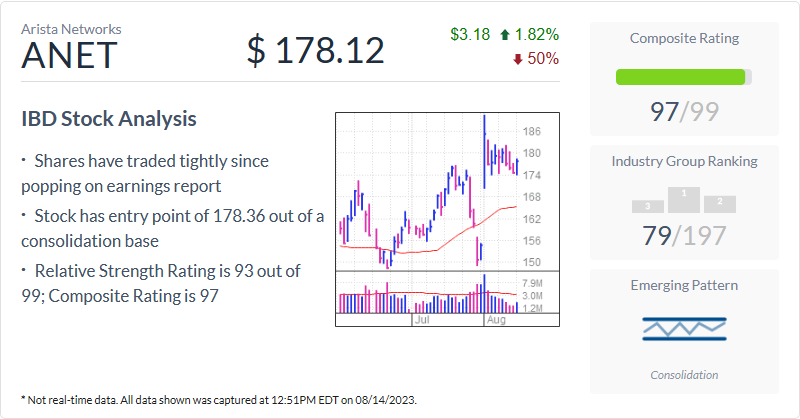 Arista Networks
ANET
$ 178.12
$3.18 1.82%
50%
IBD Stock Analysis
· Shares have traded tightly since
popping on earnings report
· Stock has entry point of 178.36 out of a
consolidation base
· Relative Strength Rating is 93 out of
99; Composite Rating is 97
186
180
174
168
162
156
150
7.9M
3.0M
1.2M
Jul Aug
Composite Rating
97/99
Industry Group Ranking
3 1 2
79/197
Emerging Pattern
Consolidation
* Not real-time data. All data shown was captured at 12:51PM EDT on 08/14/2023.